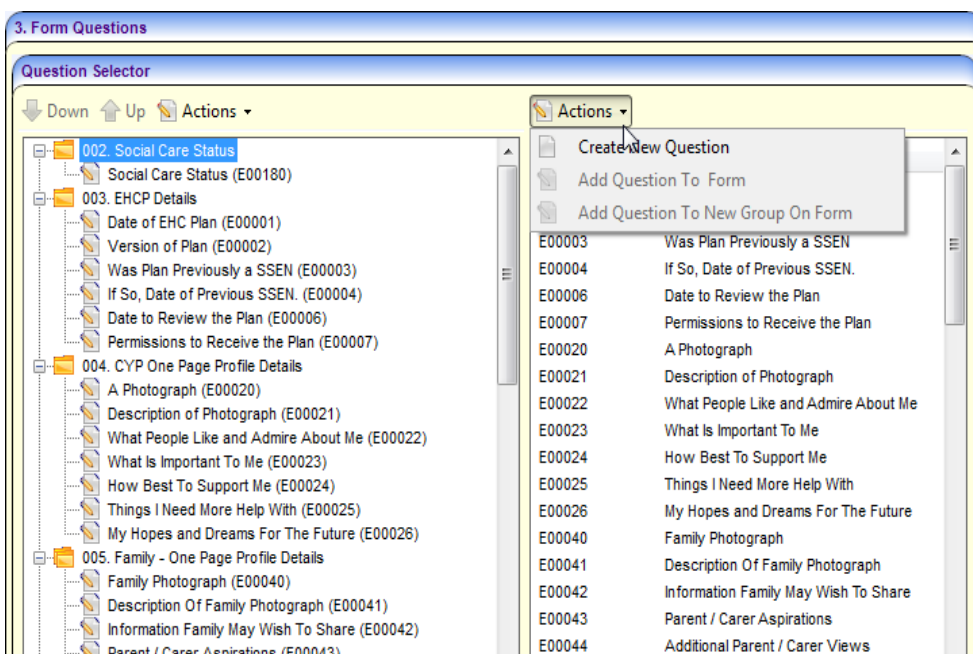 3. Form Questions
Question Selector
Down Up Actions
002. Social Care Status
Social Care Status (E00180)
003. EHCP Details
Date of EHC Plan (E00001)
Version of Plan (E00002)
Was Plan Previously a SSEN (E00003)
If So, Date of Previous SSEN. (E00004)
Date to Review the Plan (E00006)
Permissions to Receive the Plan (E00007)
004. CYP One Page Profile Details
A Photograph (E00020)
Description of Photograph (E00021)
What People Like and Admire About Me (E00022)
What Is Important To Me (E00023)
How Best To Support Me (E00024)
Things I Need More Help With (E00025)
My Hopes and Dreams For The Future (E00026)
005. Family - One Page Profile Details
Family Photograph (E00040)
Description Of Family Photograph (E00041)
Information Family May Wish To Share (E00042)
Parent / Carer Aspirations (E00043)
Actions
Create New Question
Add Question To Form
Add Question To New Group On Form
E00003 Was Plan Previously a SSEN
E00004 If So, Date of Previous SSEN.
E00006 Date to Review the Plan
E00007 Permissions to Receive the Plan
E00020 A Photograph
E00021 Description of Photograph
E00022 What People Like and Admire About Me
E00023 What Is Important To Me
E00024 How Best To Support Me
E00025 Things I Need More Help With
E00026 My Hopes and Dreams For The Future
E00040 Family Photograph
E00041 Description Of Family Photograph
E00042 Information Family May Wish To Share
E00043 Parent / Carer Aspirations
E00044 Additional Parent / Carer Views